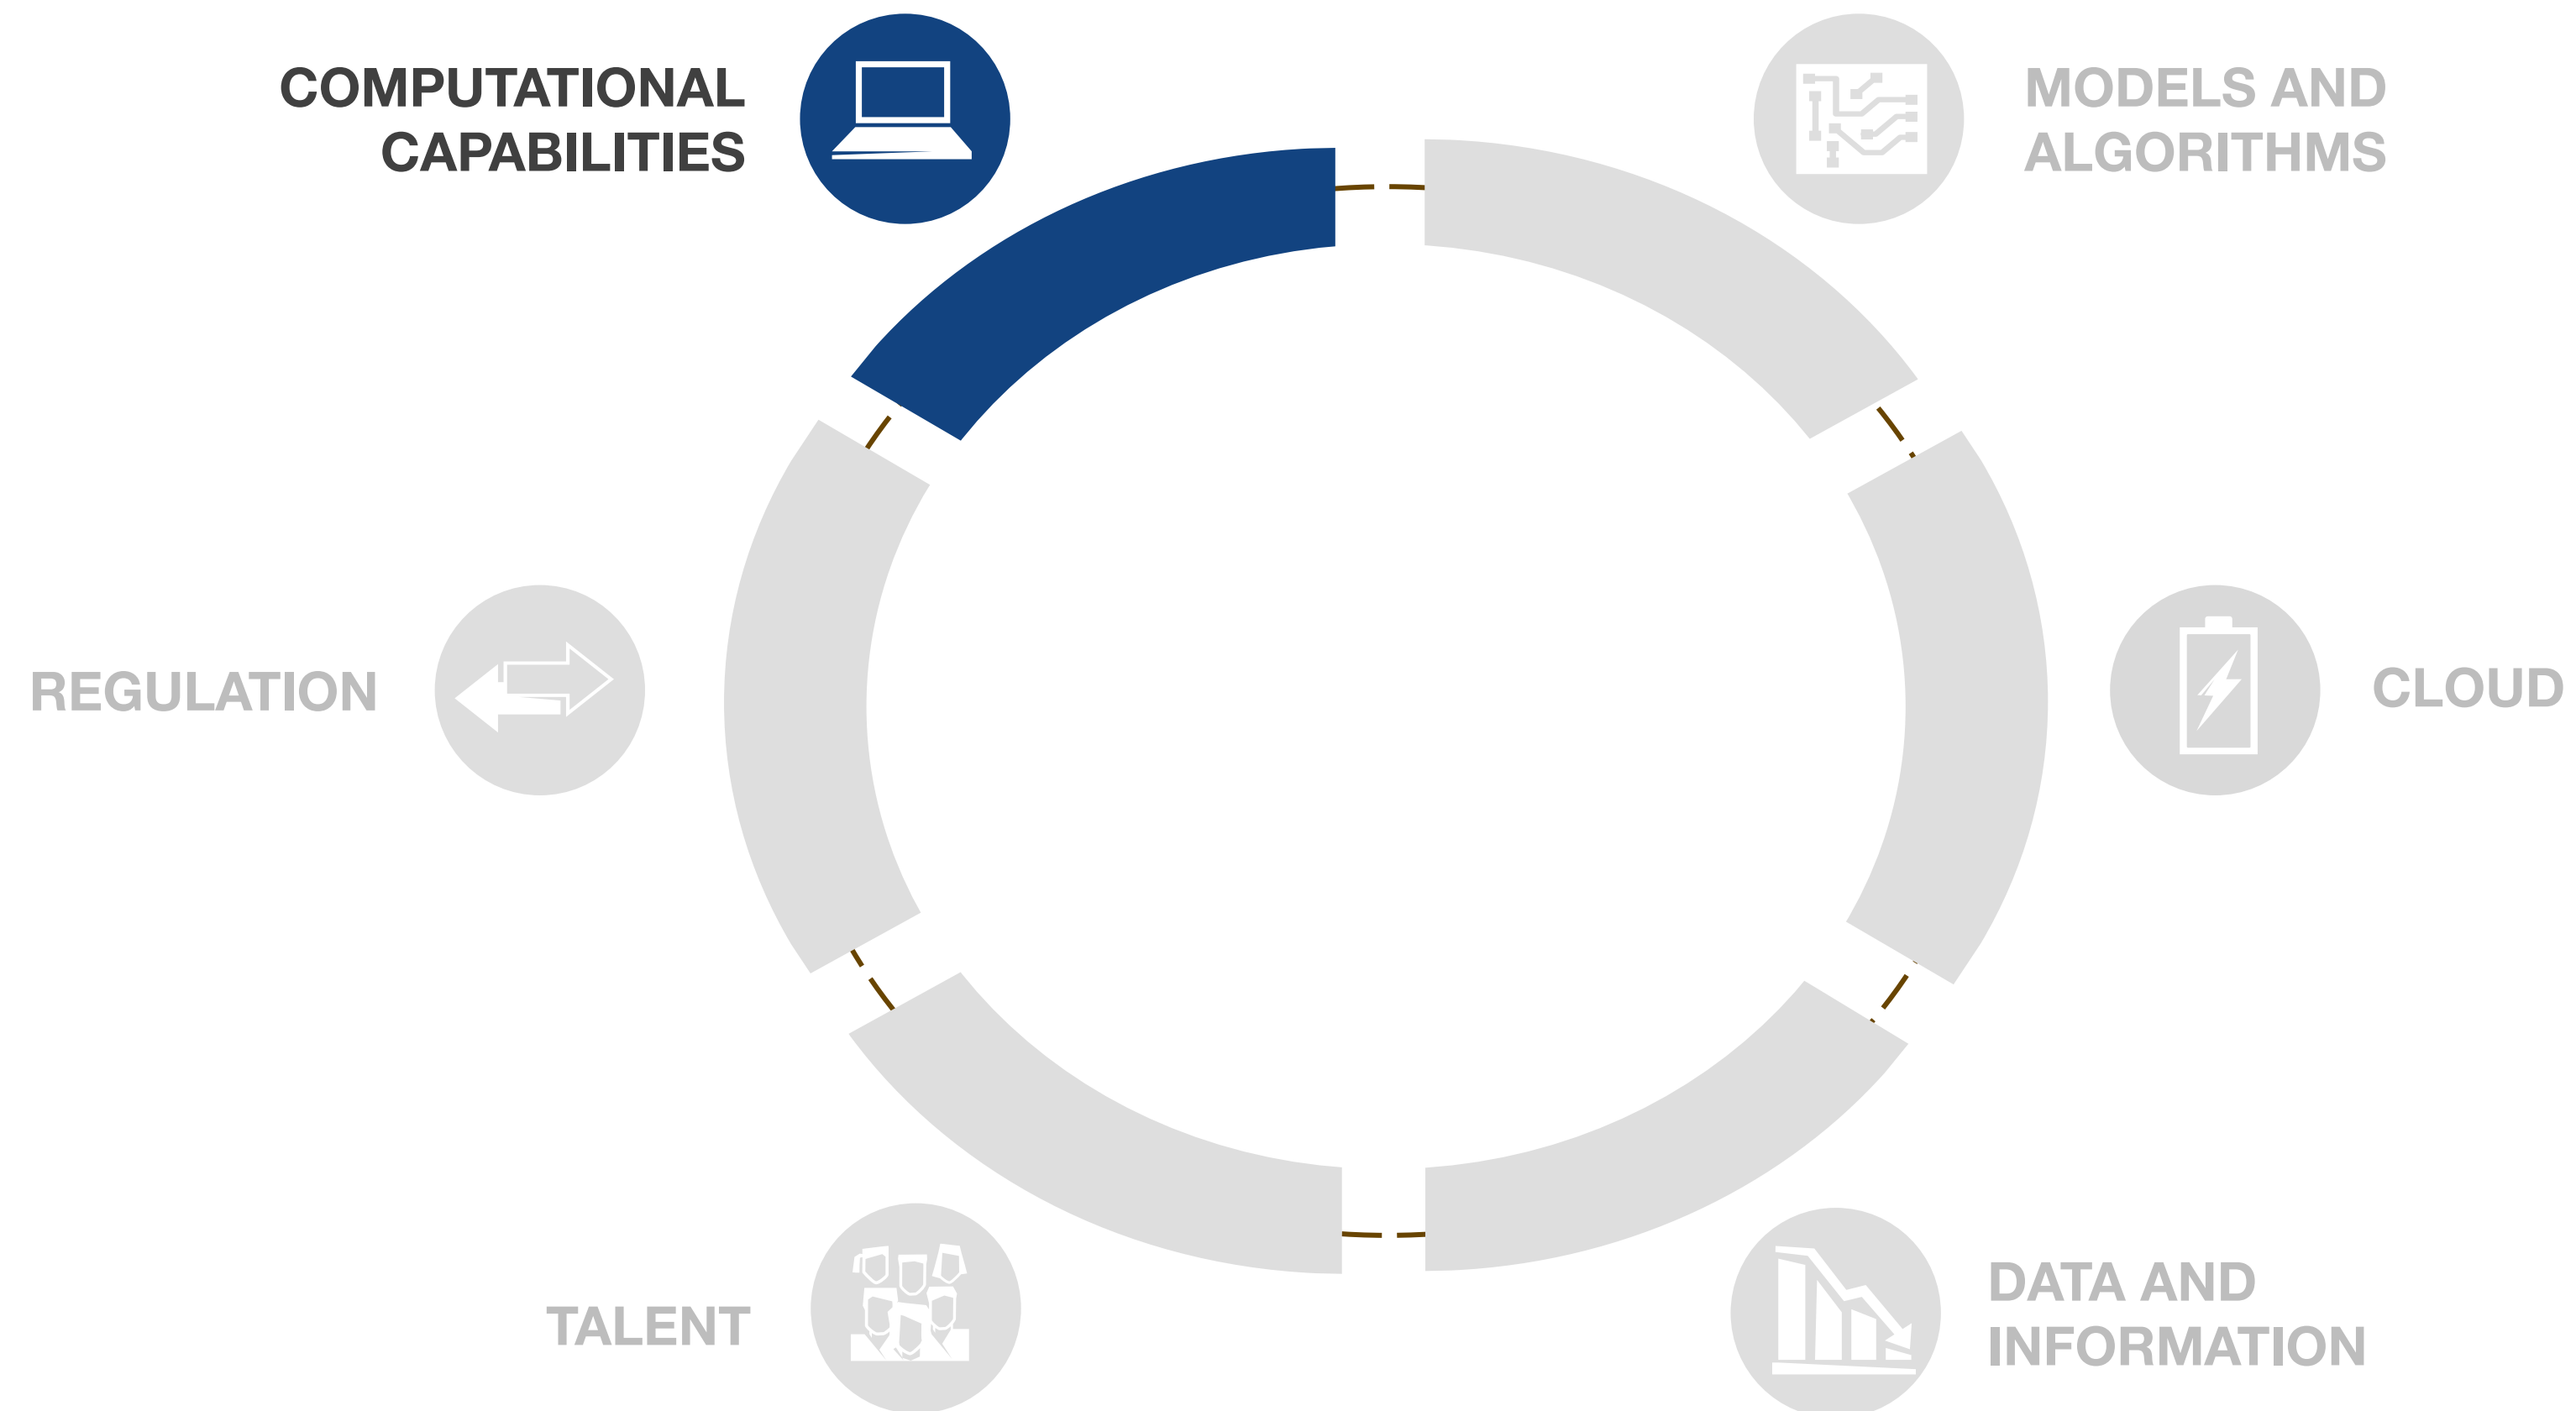 COMPUTATIONAL
CAPABILITIES
MODELS AND
ALGORITHMS
REGULATION
CLOUD
TALENT
DATA AND
INFORMATION